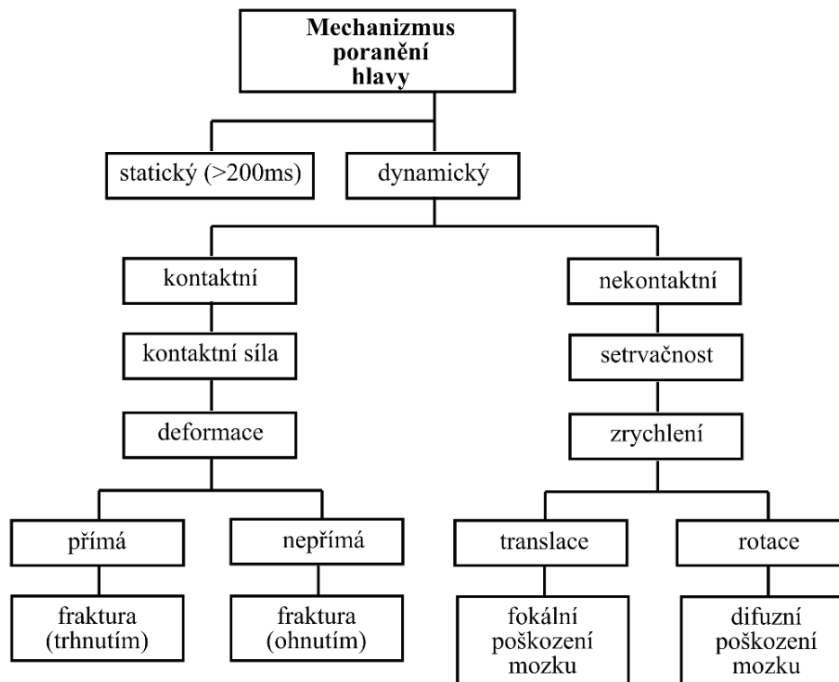 Mechanizmus
poranění
hlavy
statický (>200ms)
dynamický
kontaktní
nekontaktní
kontaktní síla
setrvačnost
deformace
zrychlení
přímá
nepřímá
translace
rotace
fraktura
(trhnutím)
fraktura
(ohnutím)
fokální
poškození
mozku
difuzní
poškození
mozku